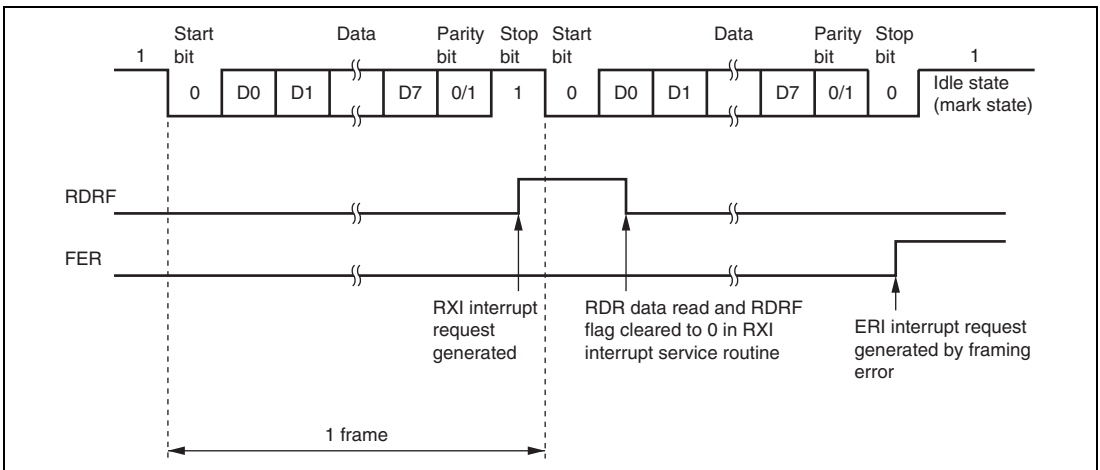 Start bit Data Parity bit Stop bit Start bit Data Parity bit Stop bit
1 1
0 D0 D1 D7 0/1 1 0 D0 D1 D7 0/1 0 Idle state (mark state)
RDRF
FER
RXI interrupt
request
generated
RDR data read and RDRF
flag cleared to 0 in RXI
interrupt service routine
ERI interrupt request
generated by framing
error
1 frame